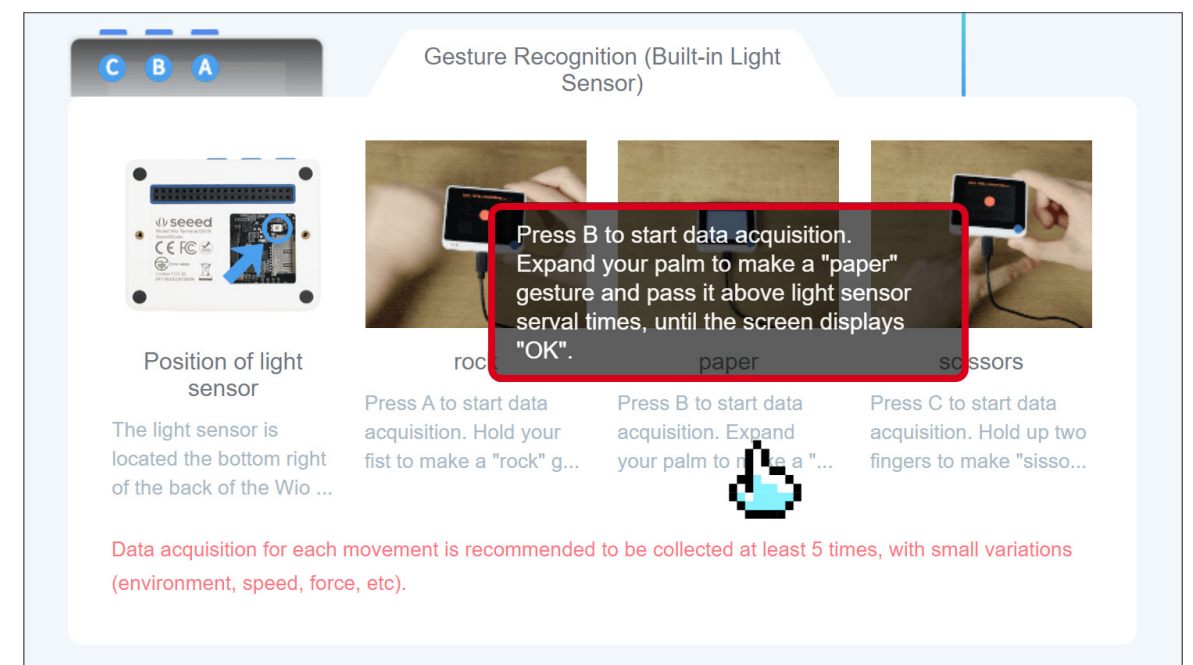 C B A
Gesture Recognition (Built-in Light
Sensor)
seeed
Position of light
sensor
The light sensor is
located the bottom right
of the back of the Wio ...
rock
Press A to start data
acquisition. Hold your
fist to make a "rock" g...
Press B to start data acquisition.
Expand your palm to make a "paper"
gesture and pass it above light sensor
serval times, until the screen displays
"OK".
paper
Press B to start data
acquisition. Expand
your palm to make a "...
scissors
Press C to start data
acquisition. Hold up two
fingers to make "sisso...
Data acquisition for each movement is recommended to be collected at least 5 times, with small variations
(environment, speed, force, etc).